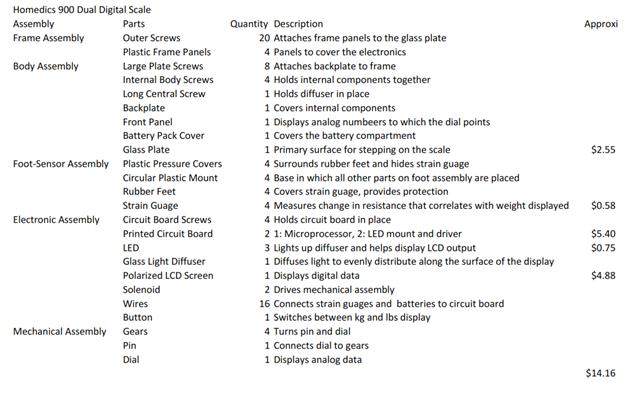 Homedics 900 Dual Digital Scale
Assembly Parts Quantity Description Approxi
Frame Assembly Outer Screws 20 Attaches frame panels to the glass plate
Plastic Frame Panels 4 Panels to cover the electronics
Body Assembly Large Plate Screws 8 Attaches backplate to frame
Internal Body Screws 4 Holds internal components together
Long Central Screw 1 Holds diffuser in place
Backplate 1 Covers internal components
Front Panel 1 Displays analog numbeers to which the dial points
Battery Pack Cover 1 Covers the battery compartment
Glass Plate 1 Primary surface for stepping on the scale $2.55
Foot-Sensor Assembly Plastic Pressure Covers 4 Surrounds rubber feet and hides strain guage
Circular Plastic Mount 4 Base in which all other parts on foot assembly are placed
Rubber Feet 4 Covers strain guage, provides protection
Strain Guage 4 Measures change in resistance that correlates with weight displayed $0.58
Electronic Assembly Circuit Board Screws 4 Holds circuit board in place
Printed Circuit Board 2 1: Microprocessor, 2: LED mount and driver $5.40
LED 3 Lights up diffuser and helps display LCD output $0.75
Glass Light Diffuser 1 Diffuses light to evenly distribute along the surface of the display
Polarized LCD Screen 1 Displays digital data $4.88
Solenoid 2 Drives mechanical assembly
Wires 16 Connects strain guages and batteries to circuit board
Button 1 Switches between kg and lbs display
Mechanical Assembly Gears 4 Turns pin and dial
Pin 1 Connects dial to gears
Dial 1 Displays analog data
$14.16